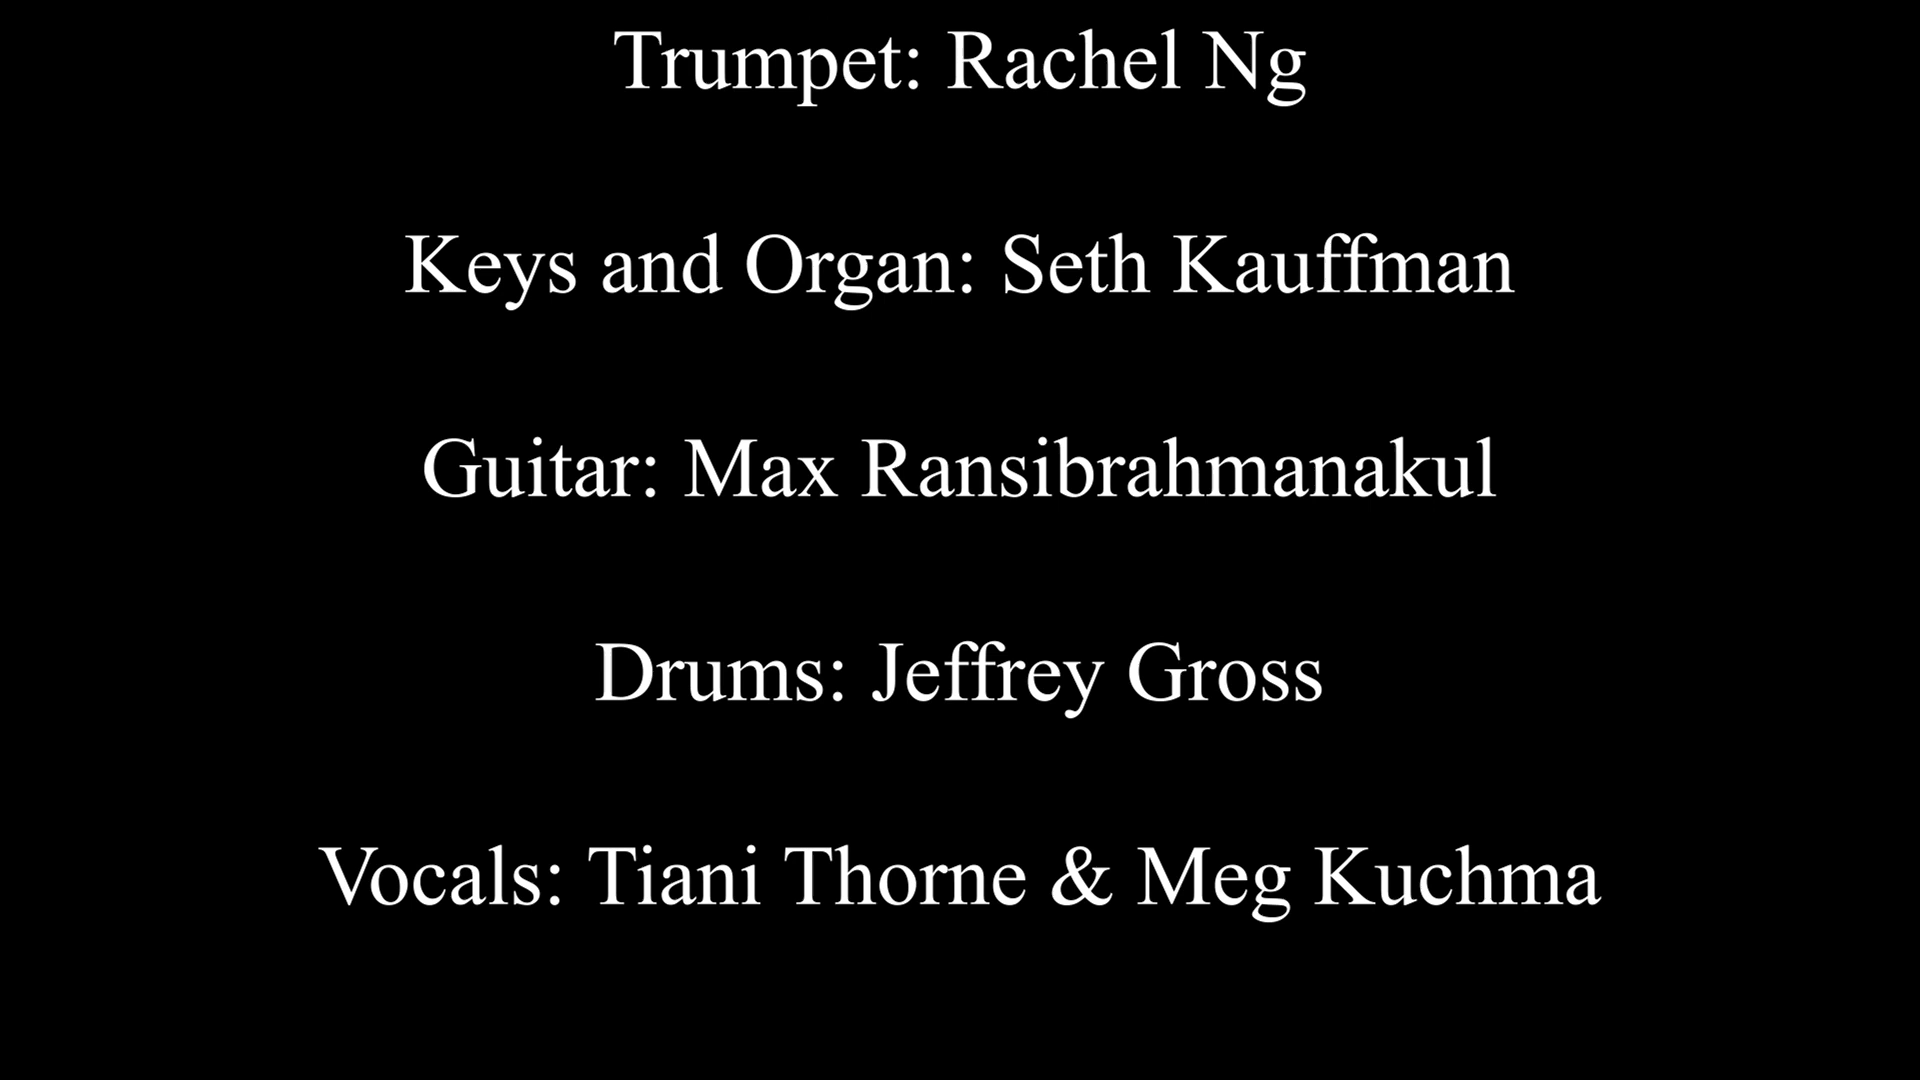 Trumpet: Rachel Ng
Keys and Organ: Seth Kauffman
Guitar: Max Ransibrahmanakul
Drums: Jeffrey Gross
Vocals: Tiani Thorne & Meg Kuchma